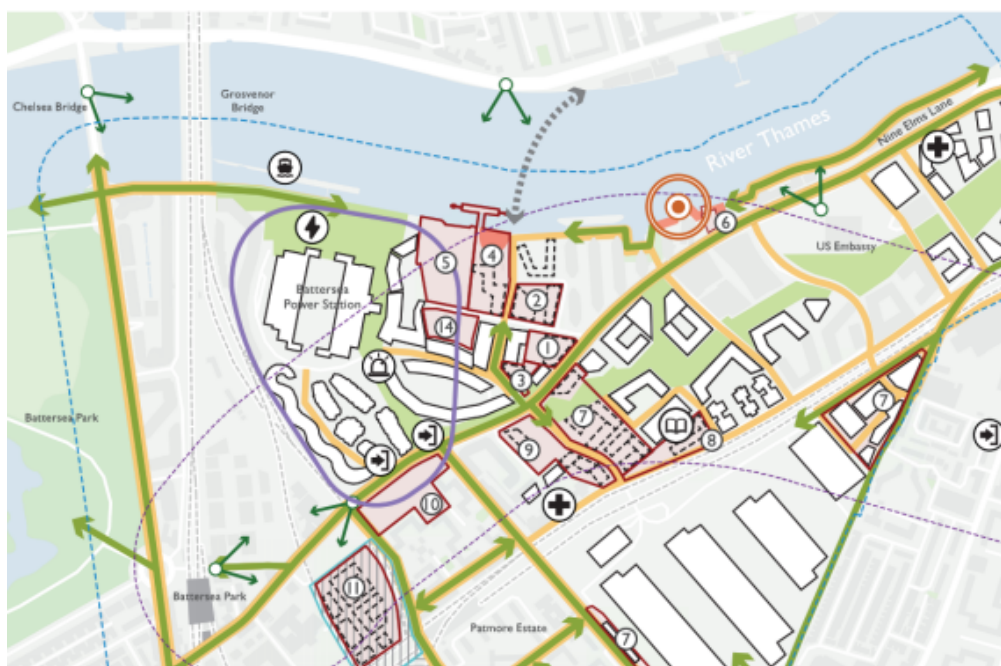 Chelsea Bridge
Grosvenor
Bridge
River Thames
Nine Elms Lane
6
US Embassy
5
4
Battersea
Power Station
2
14
1
3
7
7
9
8
10
Battersea Park
Battersea Park
11
Patmore Estate
7